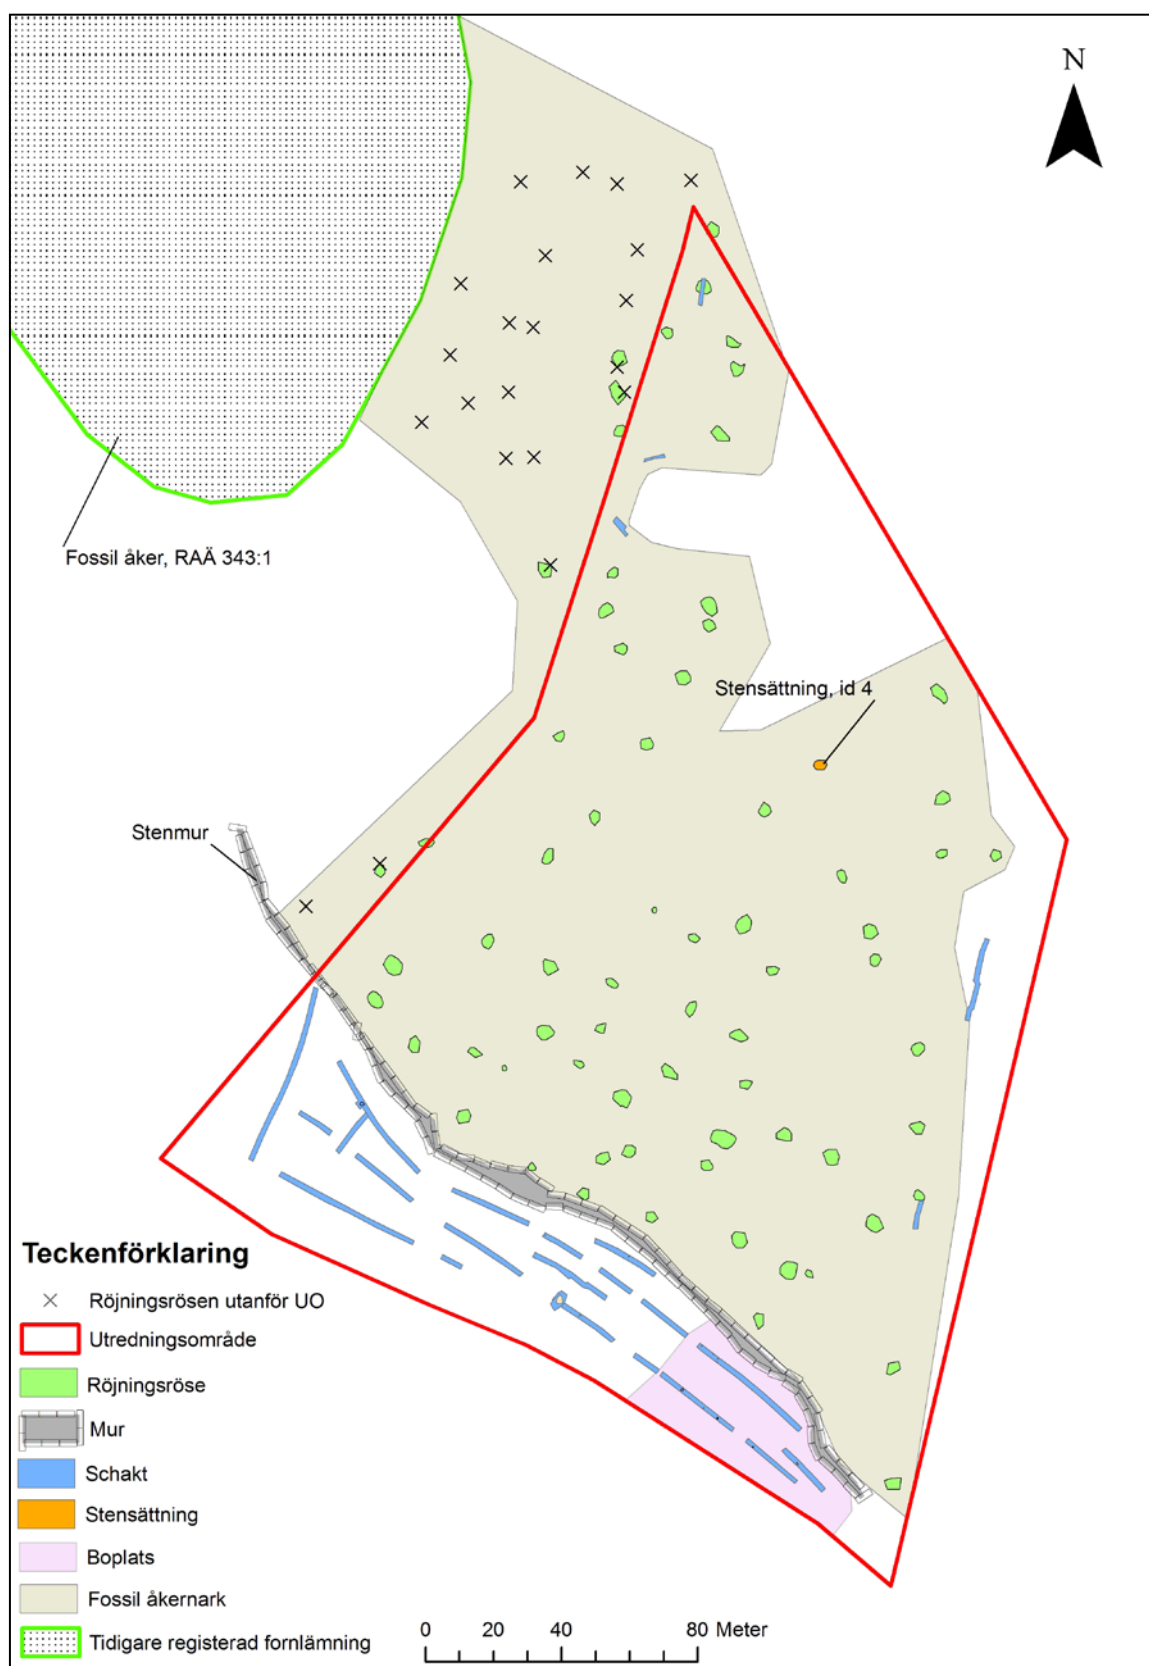 N
Fossil åker, RAÄ 343:1
Stensättning, id 4
Stenmur
Teckenförklaring
Röjningsrösen utanför UO
Utredningsområde
Röjningsröse
Mur
Schakt
Stensättning
Boplats
Fossil åkernark
Tidigare registerad fornlämning
0 20 40 80 Meter